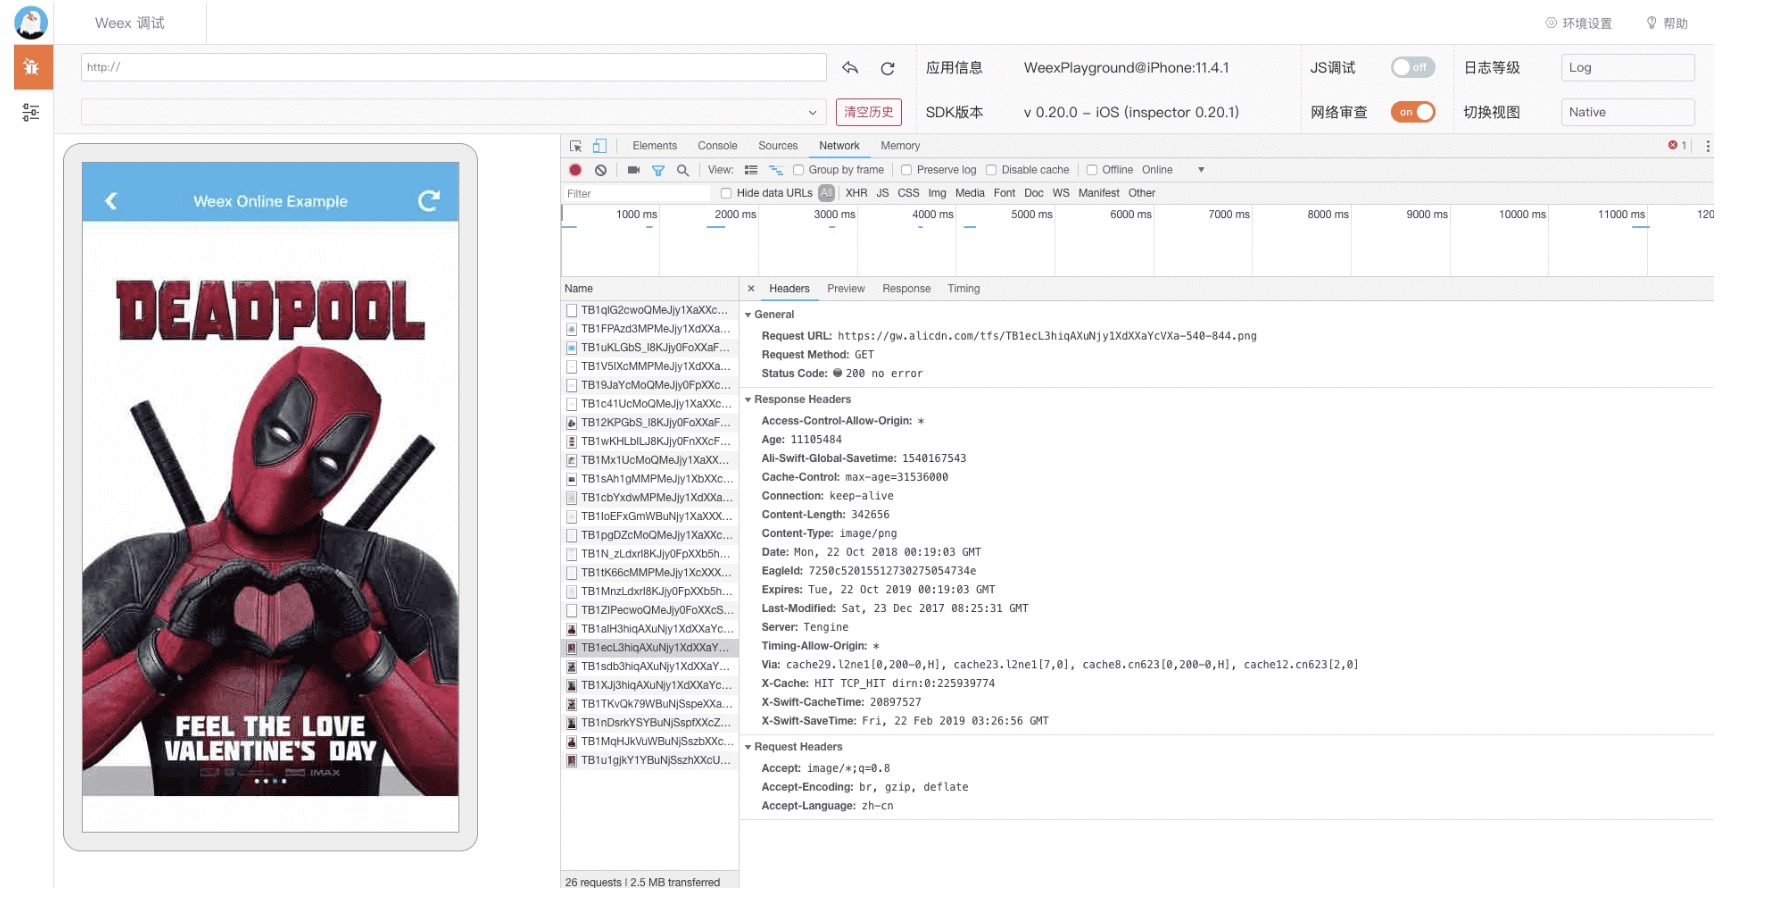 Weex 调试
环境设置
帮助
http://
应用信息
WeexPlayground@iPhone:11.4.1
JS调试
off
日志等级
Log
清空历史
SDK版本
v 0.20.0 – iOS (inspector 0.20.1)
网络审查
on
切换视图
Native
Elements Console Sources Network Memory
1
View: Group by frame Preserve log Disable cache Offline Online
Filter Hide data URLs All XHR JS CSS Img Media Font Doc WS Manifest Other
1000 ms 2000 ms 3000 ms 4000 ms 5000 ms 6000 ms 7000 ms 8000 ms 9000 ms 10000 ms 11000 ms 120
Weex Online Example
DEADPOOL
FEEL THE LOVE
VALENTINE'S DAY
IMAX
Name
TB1qlG2cwoQMeJjy1XaXXc...
TB1FPAzd3MPMeJjy1XdXXa...
TB1uKLGbS_I8KJjy0FoXXaF...
TB1V5lXcMMPMeJjy1XdXXa...
TB19JaYcMoQMeJjy0FpXXc...
TB1c41UcMoQMeJjy1XaXXc...
TB12KPGbS_I8KJjy0FoXXaF...
TB1wKHLbILJ8KJjy0FnXXcF...
TB1Mx1UcMoQMeJjy1XaXX...
TB1sAh1gMMPMeJjy1XbXXc...
TB1cbYxdwMPMeJjy1XdXXa...
TB1loEFxGmWBuNjy1XaXXX...
TB1pgDZcMoQMeJjy1XaXXc...
TB1N_zLdxrI8KJjy0FpXXb5h...
TB1tK66cMMPMeJjy1XcXXX...
TB1MnzLdxrI8KJjy0FpXXb5h...
TB1ZlPecwoQMeJjy0FoXXcS...
TB1alH3hiqAXuNjy1XdXXaYc...
TB1ecL3hiqAXuNjy1XdXXaY...
TB1sdb3hiqAXuNjy1XdXXaY...
TB1XJj3hiqAXuNjy1XdXXaYc...
TB1TKvQk79WBuNjSspeXXa...
TB1nDsrkYSYBuNjSspfXXcZ...
TB1MqHJkVuWBuNjSszbXXc...
TB1u1gjkY1YBuNjSszhXXcU...
26 requests | 2.5 MB transferred
× Headers Preview Response Timing
General
Request URL: https://gw.alicdn.com/tfs/TB1ecL3hiqAXuNjy1XdXXaYcVXa-540-844.png
Request Method: GET
Status Code: 200 no error
Response Headers
Access-Control-Allow-Origin: *
Age: 11105484
Ali-Swift-Global-Savetime: 1540167543
Cache-Control: max-age=31536000
Connection: keep-alive
Content-Length: 342656
Content-Type: image/png
Date: Mon, 22 Oct 2018 00:19:03 GMT
EagleId: 7250c52015512730275054734e
Expires: Tue, 22 Oct 2019 00:19:03 GMT
Last-Modified: Sat, 23 Dec 2017 08:25:31 GMT
Server: Tengine
Timing-Allow-Origin: *
Via: cache29.l2ne1[0,200-0,H], cache23.l2ne1[7,0], cache8.cn623[0,200-0,H], cache12.cn623[2,0]
X-Cache: HIT TCP_HIT dirn:0:225939774
X-Swift-CacheTime: 20897527
X-Swift-SaveTime: Fri, 22 Feb 2019 03:26:56 GMT
Request Headers
Accept: image/*;q=0.8
Accept-Encoding: br, gzip, deflate
Accept-Language: zh-cn